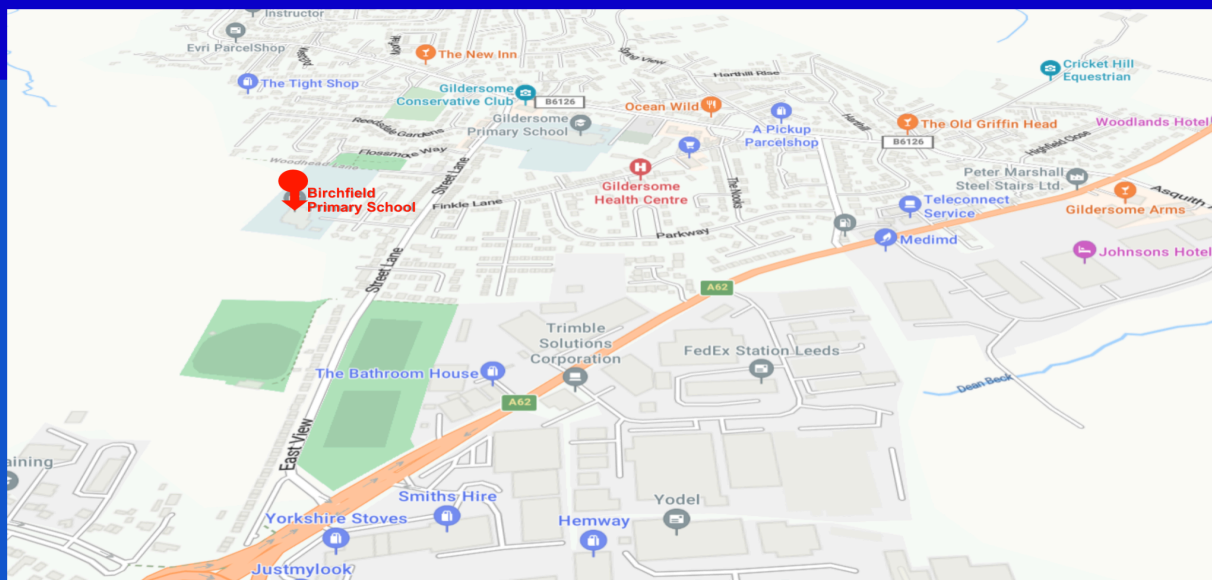 Instructor
Evri ParcelShop
The New Inn
The Tight Shop
Gildersome
Conservative Club
B6126
Gildersome
Primary School
Harthill Rise
Ocean Wild
A Pickup
Parcelshop
Harthill
Cricket Hill
Equestrian
The Old Griffin Head
B6126
Woodlands Hotel
Highfield Close
Reedsdale Gardens
Flossmore Way
Woodhead Lane
Street Lane
Birchfield
Primary School
Finkle Lane
Gildersome
Health Centre
The Nooks
Parkway
Peter Marshall
Steel Stairs Ltd.
Teleconnect
Service
Gildersome Arms
Asquith
Medimd
Johnsons Hotel
Street Lane
A62
Trimble
Solutions
Corporation
FedEx Station Leeds
The Bathroom House
A62
Dean Beck
East View
aining
Smiths Hire
Yodel
Yorkshire Stoves
Hemway
Justmylook